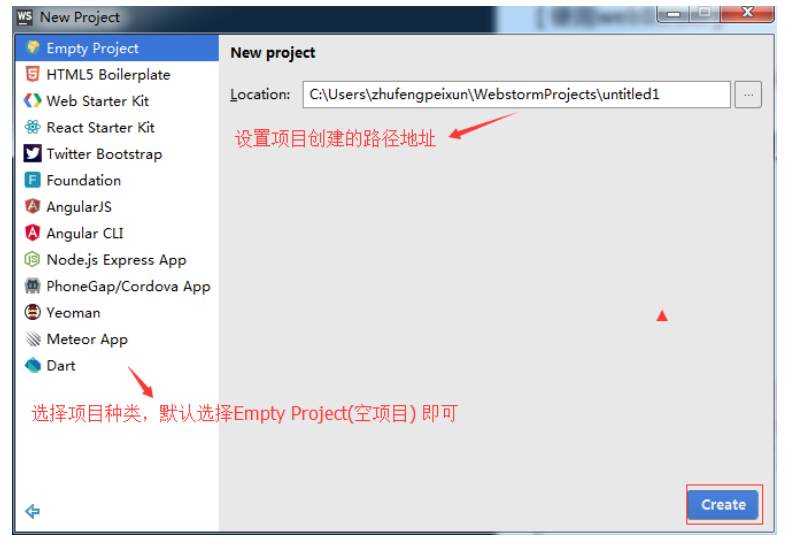 WS New Project
Empty Project
New project
HTML5 Boilerplate
Location: C:\Users\zhufengpeixun\WebstormProjects\untitled1 ...
Web Starter Kit
React Starter Kit
设置项目创建的路径地址
Twitter Bootstrap
Foundation
AngularJS
Angular CLI
Node.js Express App
PhoneGap/Cordova App
Yeoman
Meteor App
Dart
选择项目种类，默认选择Empty Project(空项目) 即可
Create